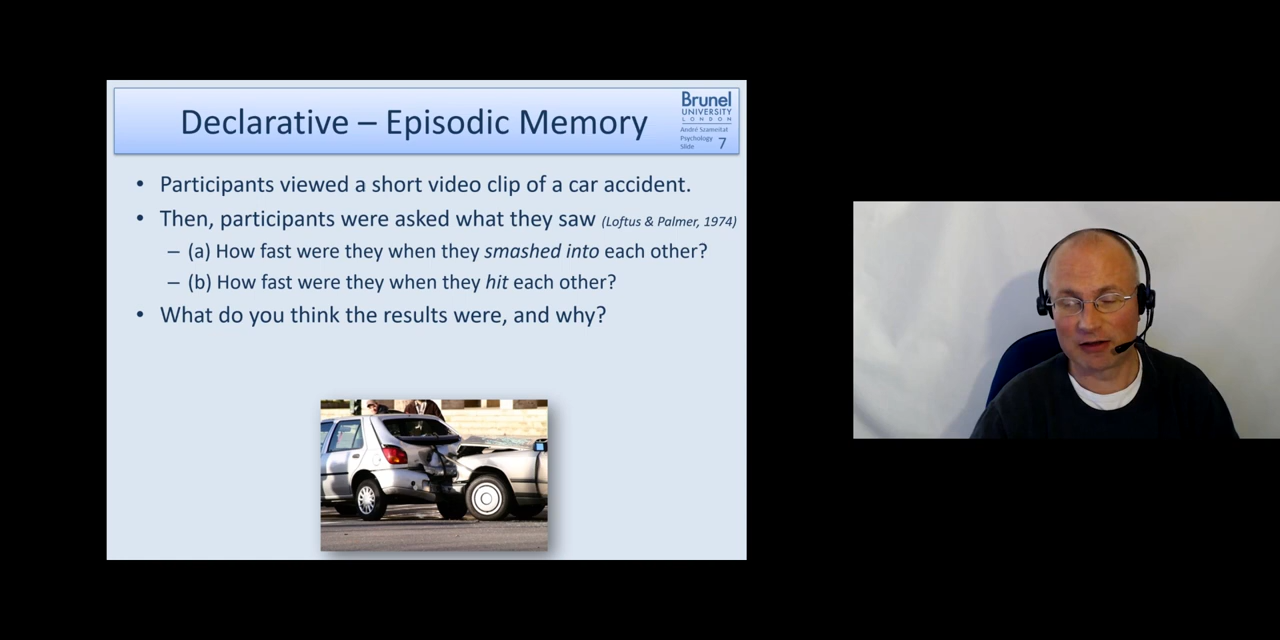 Declarative – Episodic Memory
Brunel
UNIVERSITY
LONDON
André Szameitat
Psychology
Slide 7
• Participants viewed a short video clip of a car accident.
• Then, participants were asked what they saw (Loftus & Palmer, 1974)
– (a) How fast were they when they smashed into each other?
– (b) How fast were they when they hit each other?
• What do you think the results were, and why?